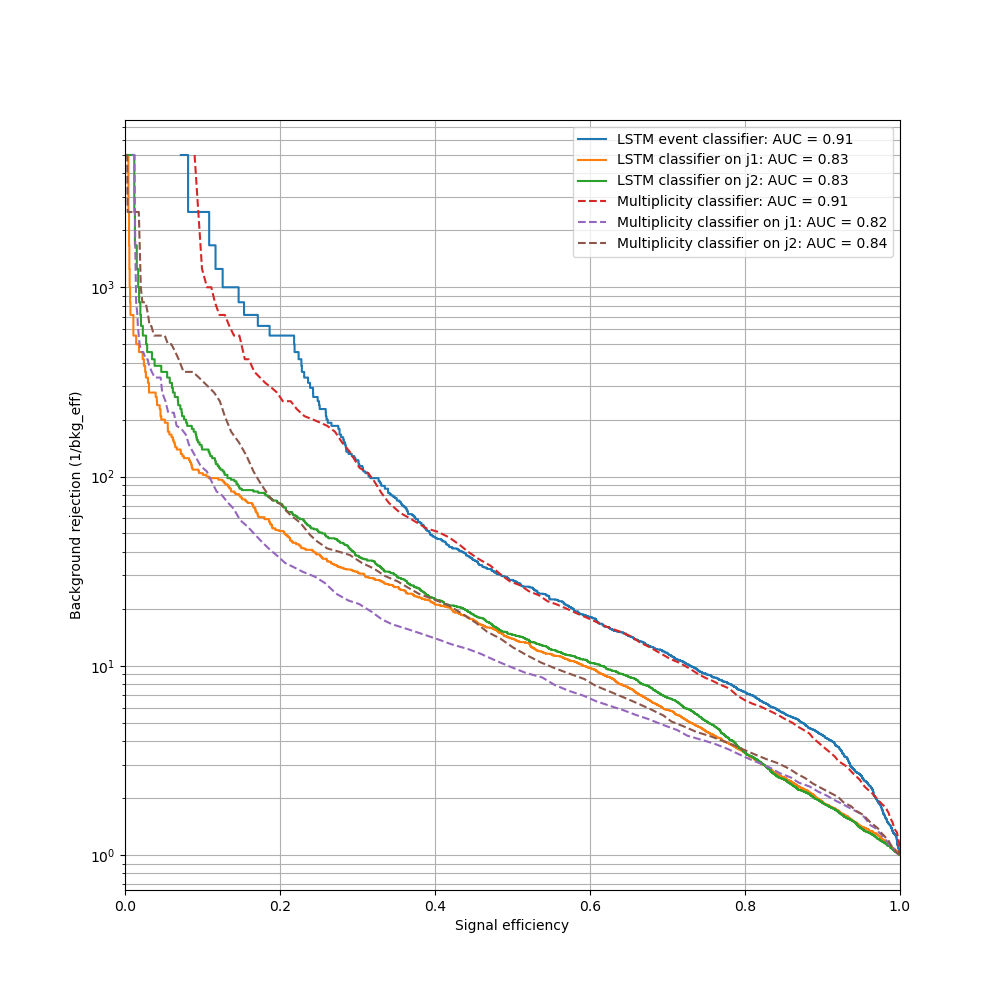 LSTM event classifier: AUC = 0.91
LSTM classifier on j1: AUC = 0.83
LSTM classifier on j2: AUC = 0.83
Multiplicity classifier: AUC = 0.91
Multiplicity classifier on j1: AUC = 0.82
Multiplicity classifier on j2: AUC = 0.84
Background rejection (1/bkg_eff)
10³
10²
10¹
10⁰
0.0 0.2 0.4 0.6 0.8 1.0
Signal efficiency